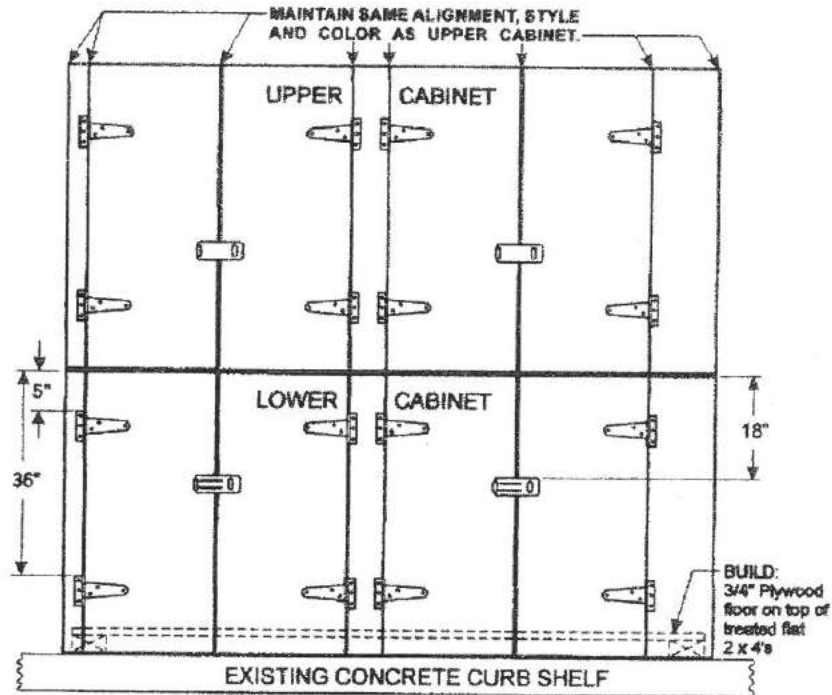 MAINTAIN SAME ALIGNMENT, STYLE
AND COLOR AS UPPER CABINET.
UPPER CABINET
5"
LOWER CABINET
18"
36"
BUILD:
3/4" Plywood
floor on top of
treated flat
2 x 4's
EXISTING CONCRETE CURB SHELF